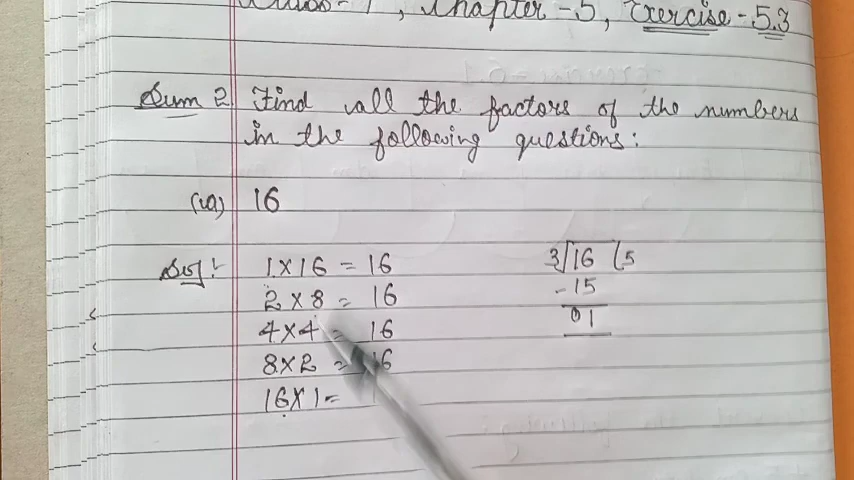 Chapter-5, Exercise-5.3
Sum 2 Find all the factors of the numbers
in the following questions:
(a) 16
Sol:- 1×16 = 16
2×8 = 16
4×4 = 16
8×2 = 16
16×1=
3)16(5
-15
01